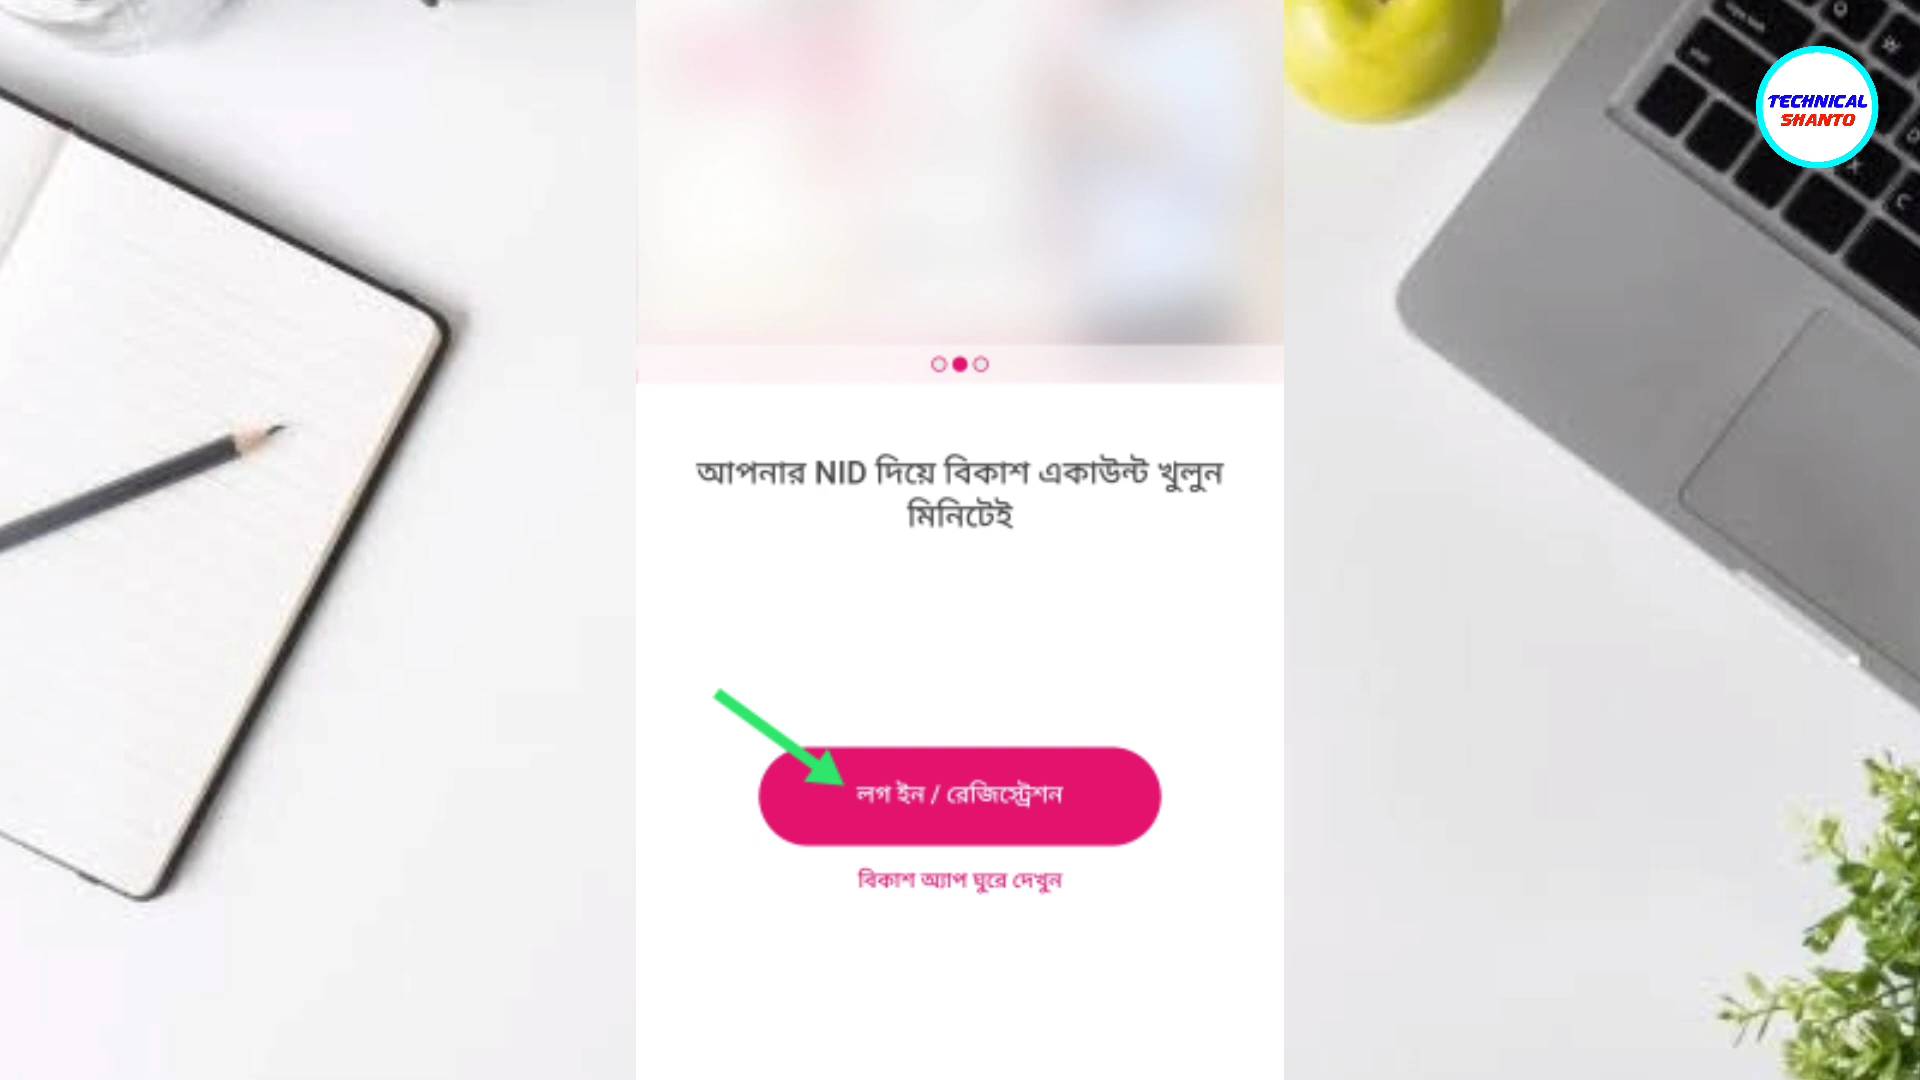 TECHNICAL
SHANTO
আপনার NID দিয়ে বিকাশ একাউন্ট খুলুন
মিনিটেই
লগ ইন / রেজিস্ট্রেশন
বিকাশ অ্যাপ ঘুরে দেখুন